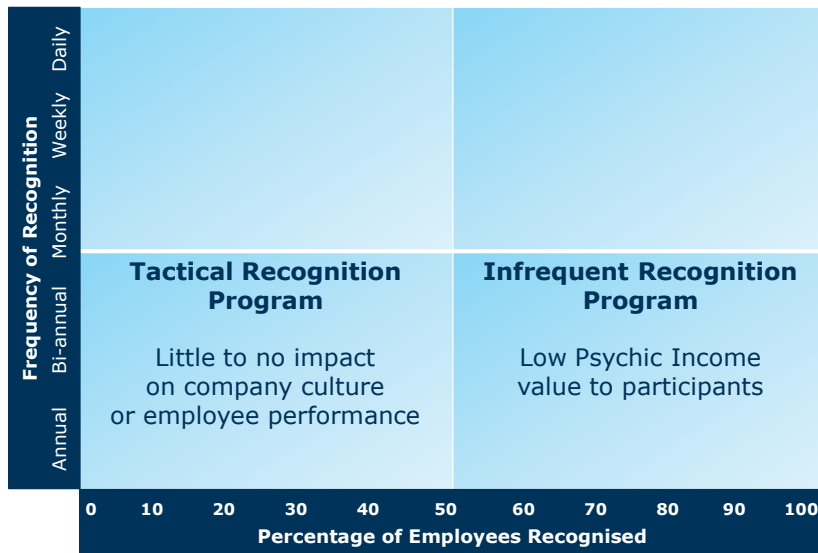 Frequency of Recognition
Daily
Weekly
Monthly
Bi-annual
Annual
Tactical Recognition
Program
Little to no impact
on company culture
or employee performance
Infrequent Recognition
Program
Low Psychic Income
value to participants
0 10 20 30 40 50 60 70 80 90 100
Percentage of Employees Recognised